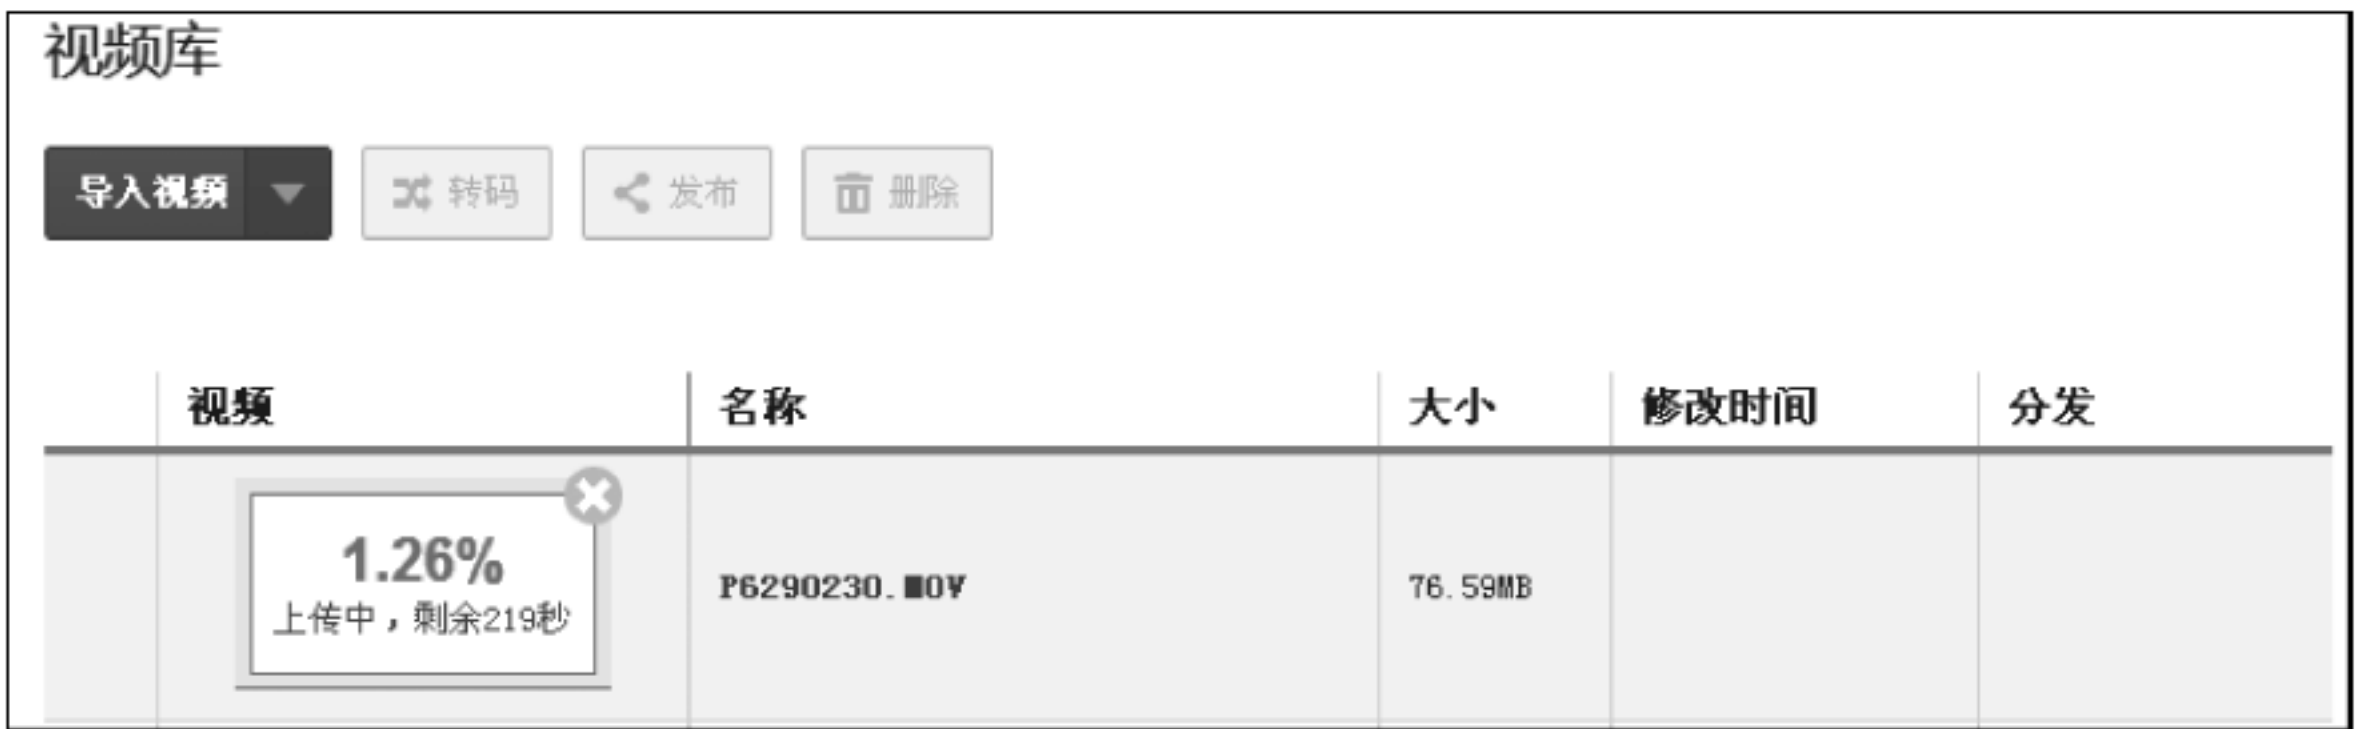 视频库
导入视频 转码 发布 删除
视频 名称 大小 修改时间 分发
1.26%
上传中，剩余219秒
P6290230.MOV 76.59MB